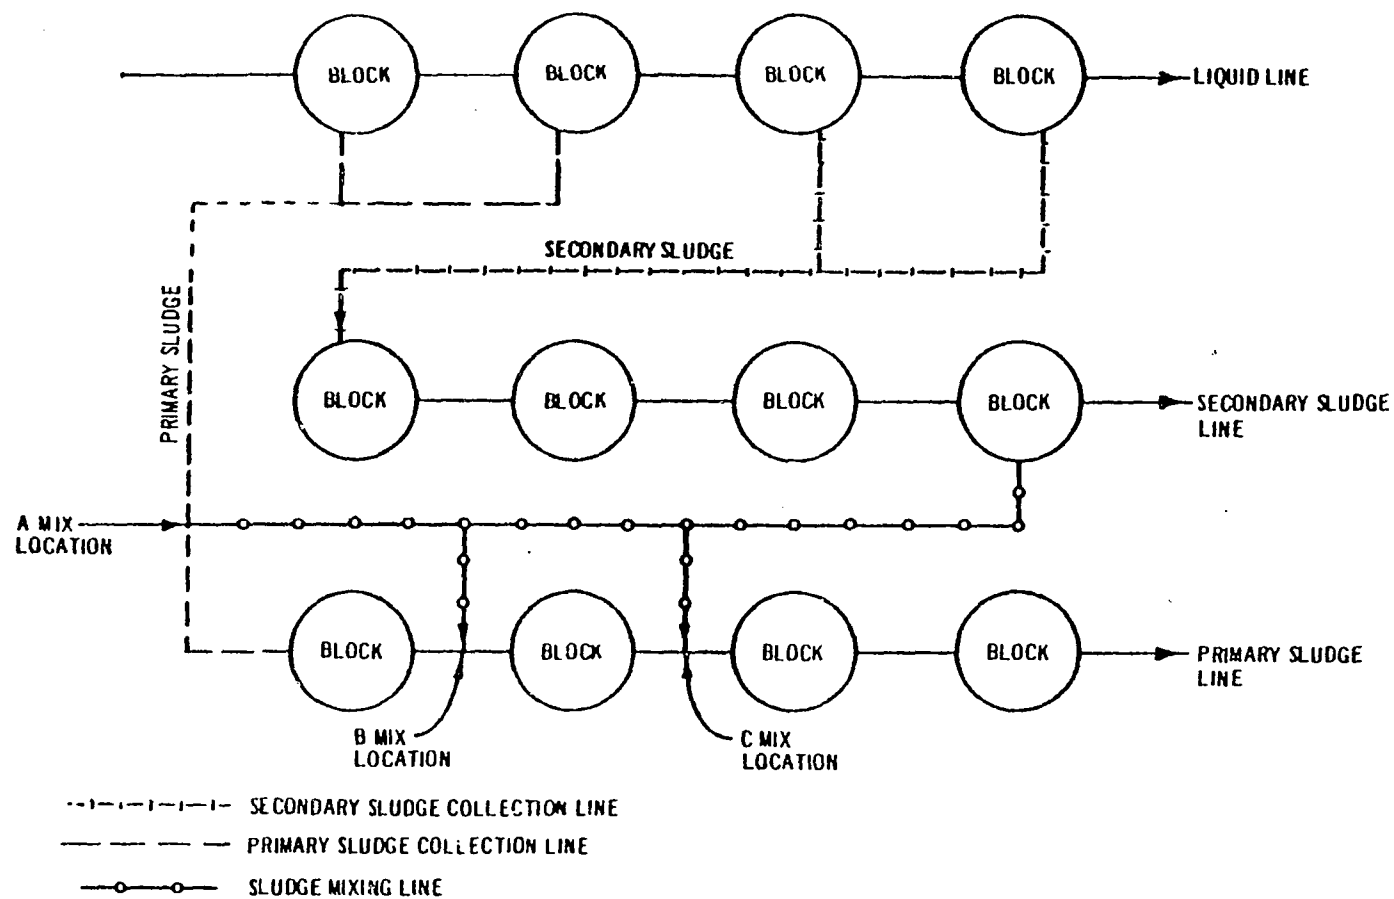 BLOCK BLOCK BLOCK BLOCK LIQUID LINE
SECONDARY SLUDGE
PRIMARY SLUDGE
BLOCK BLOCK BLOCK BLOCK SECONDARY SLUDGE
LINE
A MIX
LOCATION
BLOCK BLOCK BLOCK BLOCK PRIMARY SLUDGE
LINE
B MIX
LOCATION
C MIX
LOCATION
SECONDARY SLUDGE COLLECTION LINE
PRIMARY SLUDGE COLLECTION LINE
SLUDGE MIXING LINE